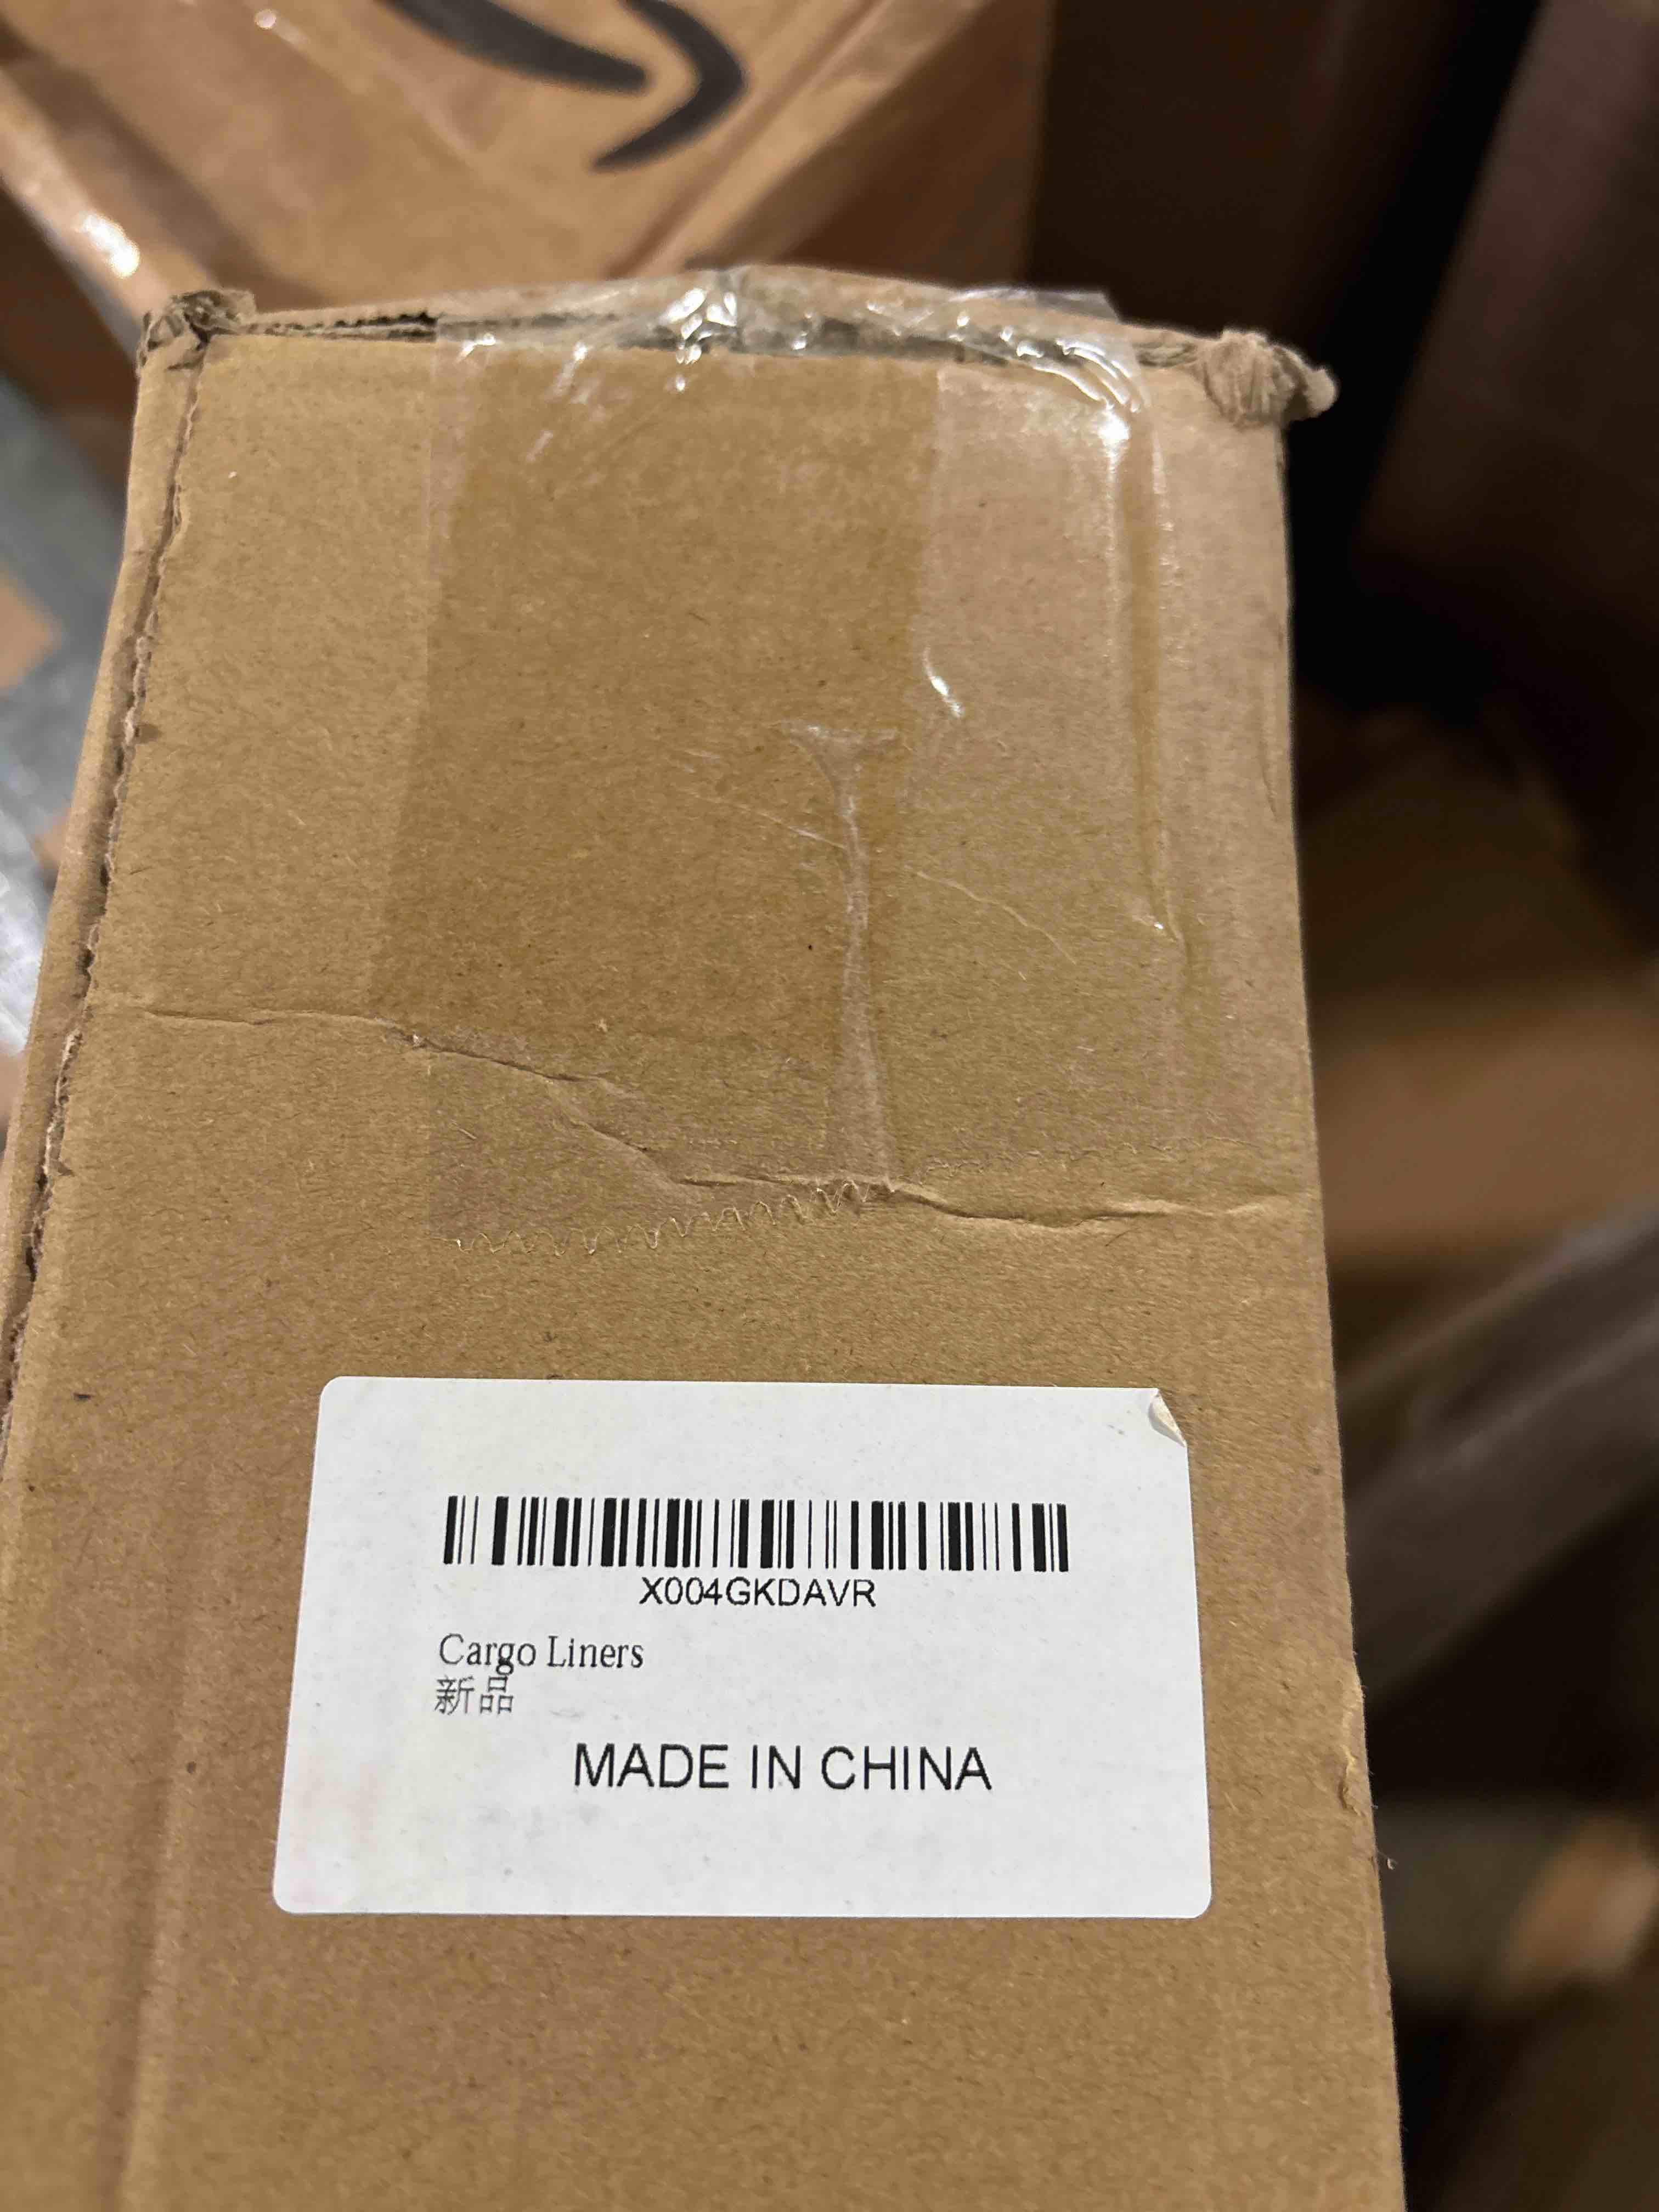 X004GKDAVR
Cargo Liners
新品
MADE IN CHINA